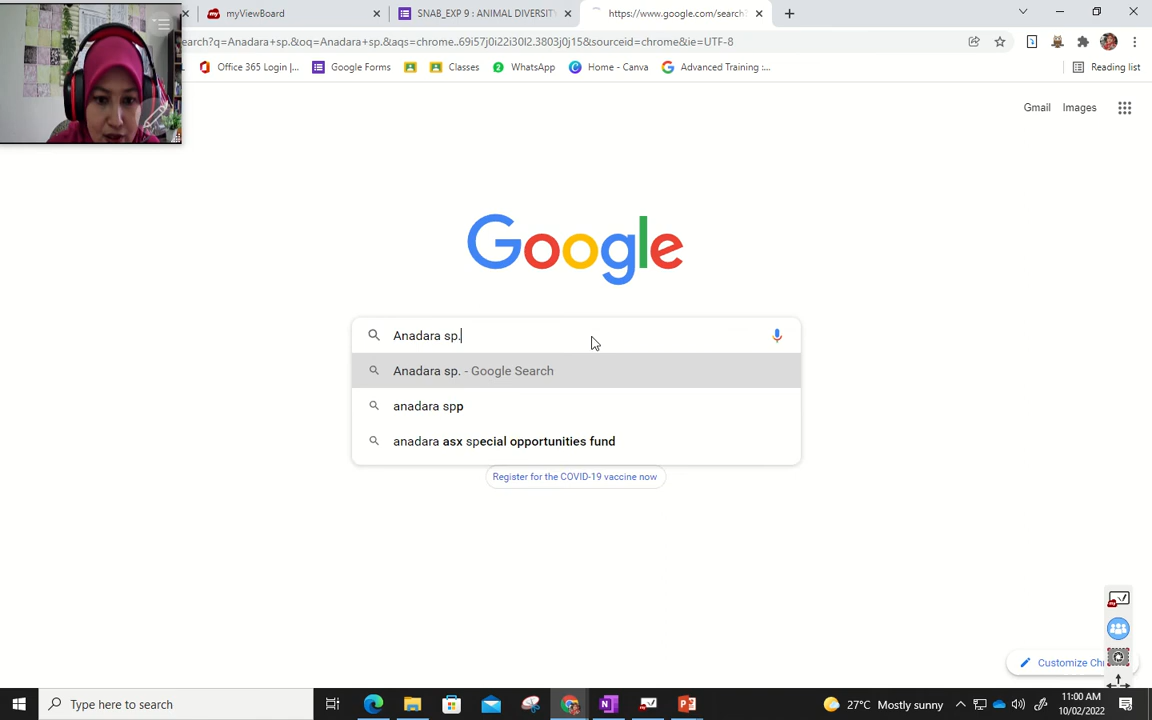 myViewBoard
SNAB_EXP 9 : ANIMAL DIVERSITY
https://www.google.com/search?
earch?q=Anadara+sp.&oq=Anadara+sp.&aqs=chrome..69i57j0i22i30l2.3803j0j15&sourceid=chrome&ie=UTF-8
Office 365 Login |...
Google Forms
Classes
WhatsApp
Home - Canva
Advanced Training :...
Reading list
Gmail
Images
Google
Anadara sp.
Anadara sp. - Google Search
anadara spp
anadara asx special opportunities fund
Register for the COVID-19 vaccine now
Customize Chr
Type here to search
27°C Mostly sunny
11:00 AM
10/02/2022